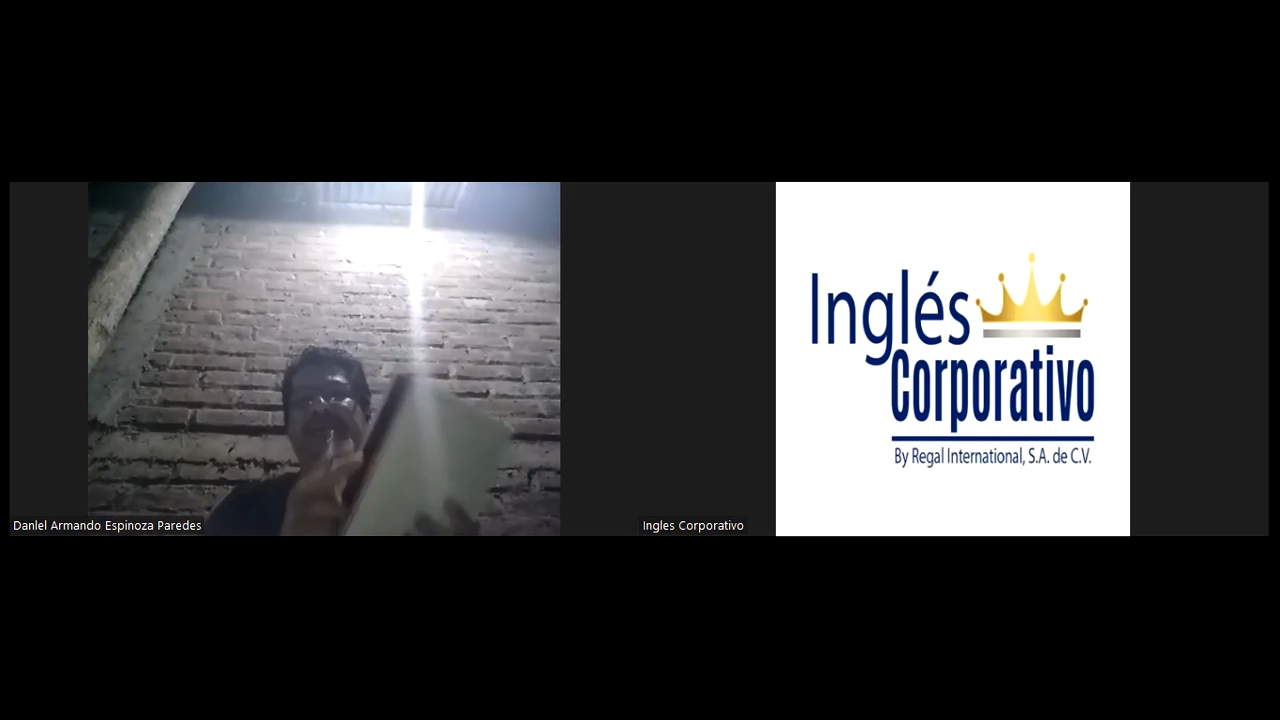 Inglés
Corporativo
By Regal International, S.A. de C.V.
Danlel Armando Espinoza Paredes
Ingles Corporativo